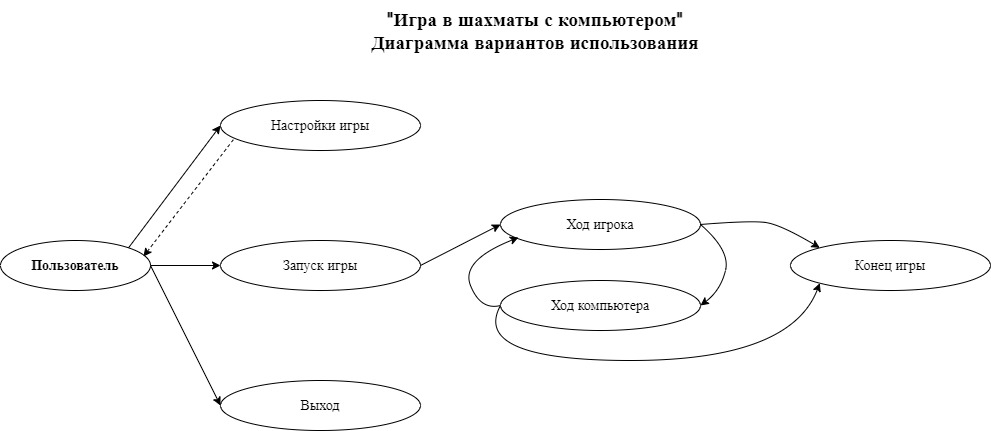 "Игра в шахматы с компьютером"
Диаграмма вариантов использования
Настройки игры
Ход игрока
Пользователь
Запуск игры
Конец игры
Ход компьютера
Выход